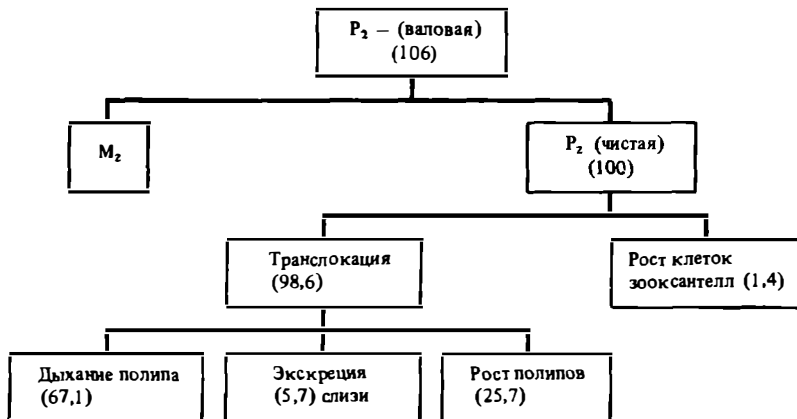 P₂ – (валовая)
(106)
M₂
P₂ (чистая)
(100)
Транслокация
(98,6)
Рост клеток
зооксантелл (1,4)
Дыхание полипа
(67,1)
Экскреция
(5,7) слизи
Рост полипов
(25,7)